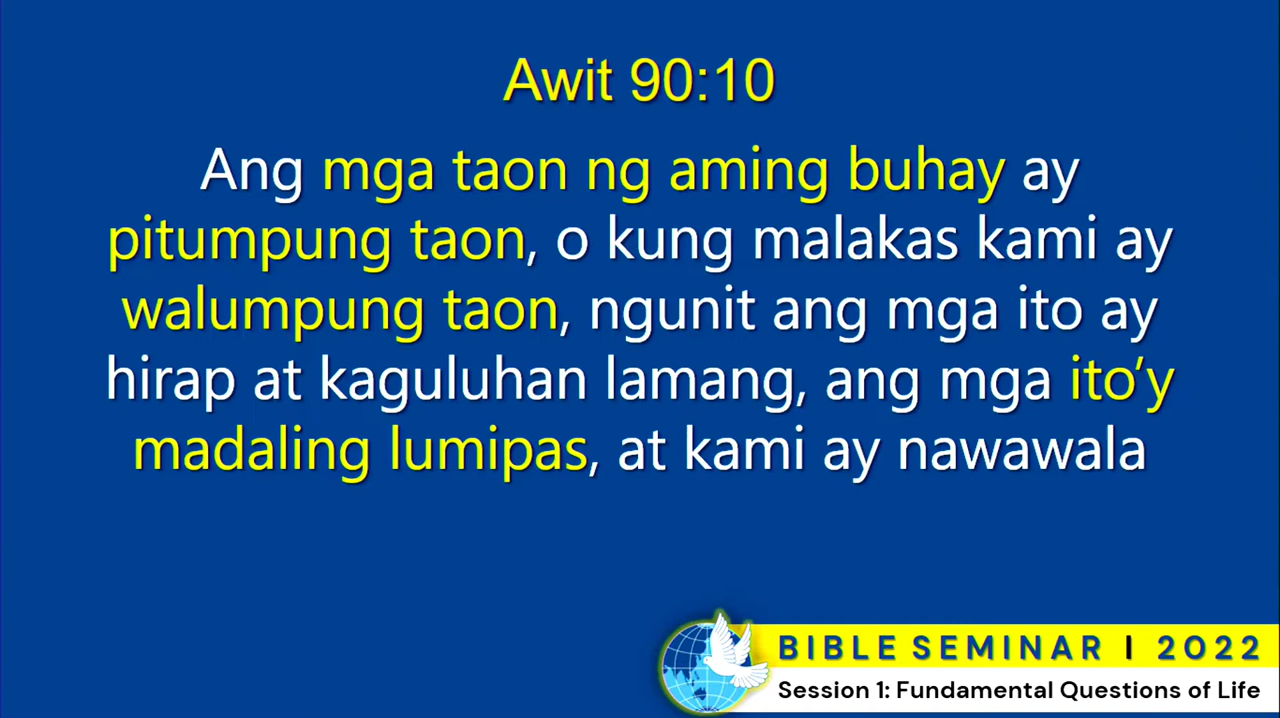 Awit 90:10
Ang mga taon ng aming buhay ay
pitumpung taon, o kung malakas kami ay
walumpung taon, ngunit ang mga ito ay
hirap at kaguluhan lamang, ang mga ito’y
madaling lumipas, at kami ay nawawala
BIBLE SEMINAR | 2022
Session 1: Fundamental Questions of Life